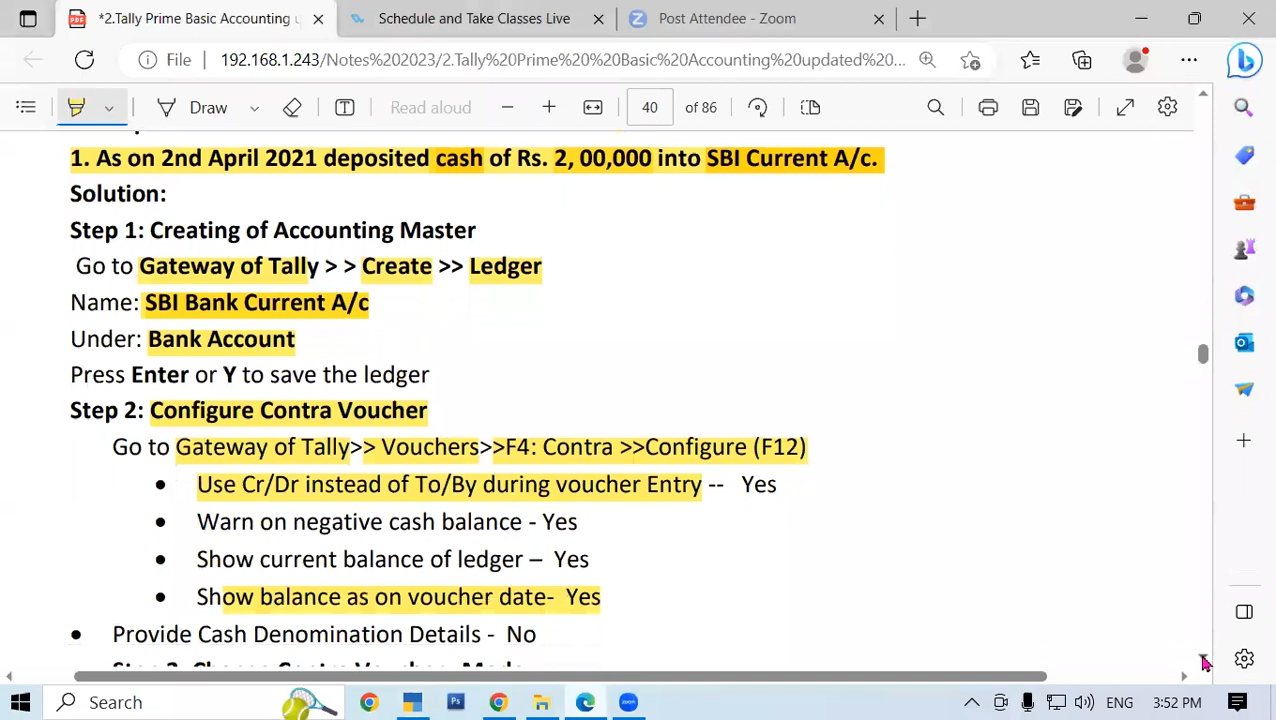 *2.Tally Prime Basic Accounting u
Schedule and Take Classes Live
Post Attendee - Zoom
File
192.168.1.243/Notes%202023/2.Tally%20Prime%20%20Basic%20Accounting%20updated%20...
Draw
Read aloud
40
of 86
1. As on 2nd April 2021 deposited cash of Rs. 2, 00,000 into SBI Current A/c.
Solution:
Step 1: Creating of Accounting Master
Go to Gateway of Tally > > Create >> Ledger
Name: SBI Bank Current A/c
Under: Bank Account
Press Enter or Y to save the ledger
Step 2: Configure Contra Voucher
Go to Gateway of Tally>> Vouchers>>F4: Contra >>Configure (F12)
• Use Cr/Dr instead of To/By during voucher Entry -- Yes
• Warn on negative cash balance - Yes
• Show current balance of ledger – Yes
• Show balance as on voucher date- Yes
• Provide Cash Denomination Details - No
Search
ENG
3:52 PM